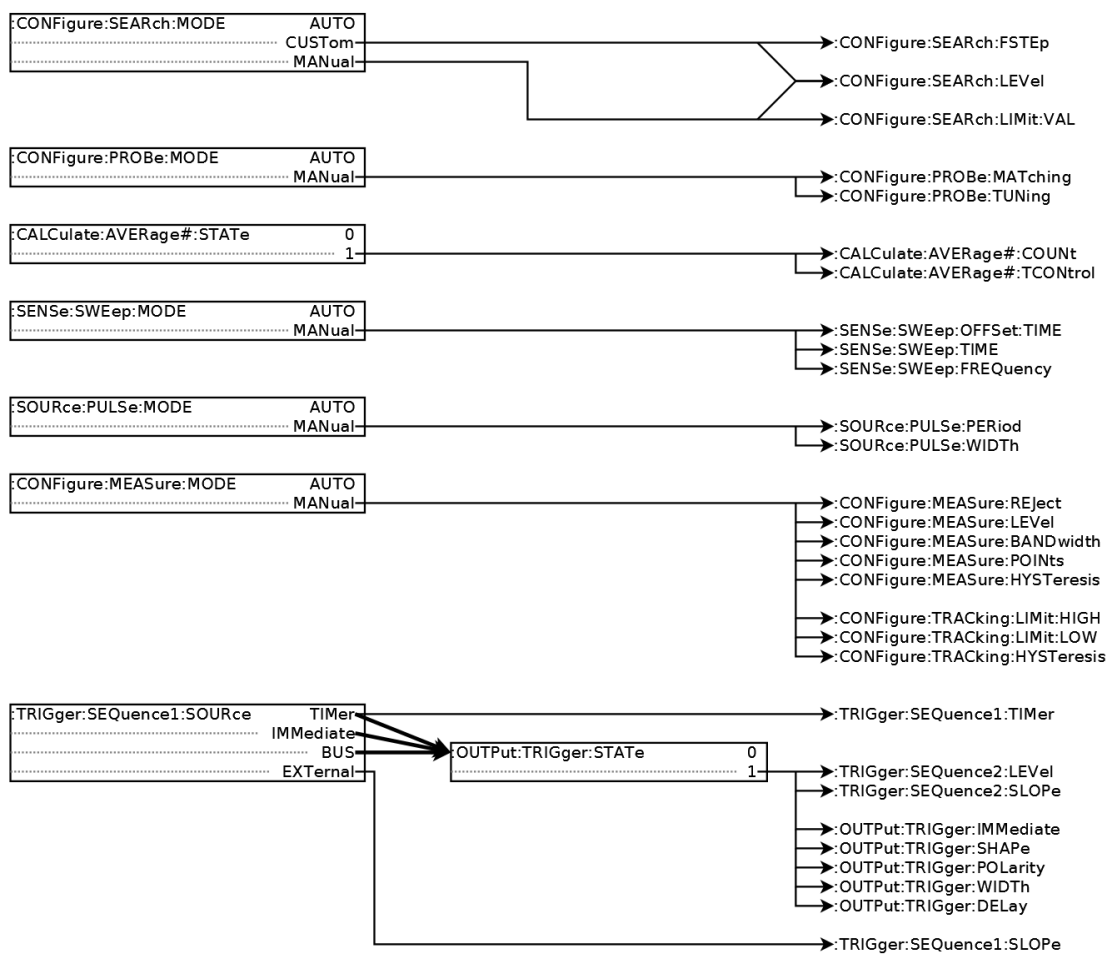 :CONFigure:SEARch:MODE AUTO
CUSTom :CONFigure:SEARch:FSTEp
MANual
:CONFigure:SEARch:LEVel
:CONFigure:SEARch:LIMit:VAL
:CONFigure:PROBe:MODE AUTO
MANual :CONFigure:PROBe:MATching
:CONFigure:PROBe:TUNing
:CALCulate:AVERage#:STATe 0
1 :CALCulate:AVERage#:COUNt
:CALCulate:AVERage#:TCONtrol
:SENSe:SWEep:MODE AUTO
MANual :SENSe:SWEep:OFFSet:TIME
:SENSe:SWEep:TIME
:SENSe:SWEep:FREQuency
:SOURce:PULSe:MODE AUTO
MANual :SOURce:PULSe:PERiod
:SOURce:PULSe:WIDTh
:CONFigure:MEASure:MODE AUTO
MANual :CONFigure:MEASure:REJect
:CONFigure:MEASure:LEVel
:CONFigure:MEASure:BANDwidth
:CONFigure:MEASure:POINts
:CONFigure:MEASure:HYSTeresis
:CONFigure:TRACking:LIMit:HIGH
:CONFigure:TRACking:LIMit:LOW
:CONFigure:TRACking:HYSTeresis
:TRIGger:SEQuence1:SOURce TIMer :TRIGger:SEQuence1:TIMer
IMMediate
BUS :OUTPut:TRIGger:STATe 0
EXTernal 1 :TRIGger:SEQuence2:LEVel
:TRIGger:SEQuence2:SLOPe
:OUTPut:TRIGger:IMMediate
:OUTPut:TRIGger:SHAPe
:OUTPut:TRIGger:POLarity
:OUTPut:TRIGger:WIDTh
:OUTPut:TRIGger:DELay
:TRIGger:SEQuence1:SLOPe